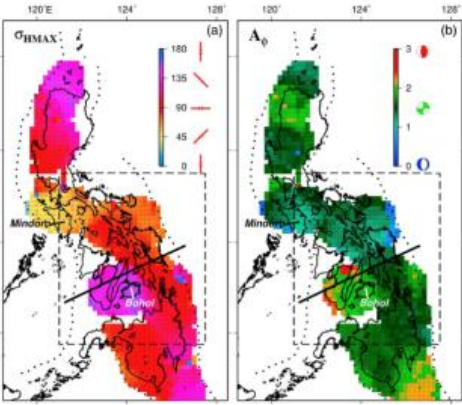 120˚E 124˚ 128˚ 120˚E 124˚ 128˚
σHMAX (a) Aϕ (b)
180
135
90
45
0
3
2
1
0
Mindoro Mindoro
Bohol Bohol